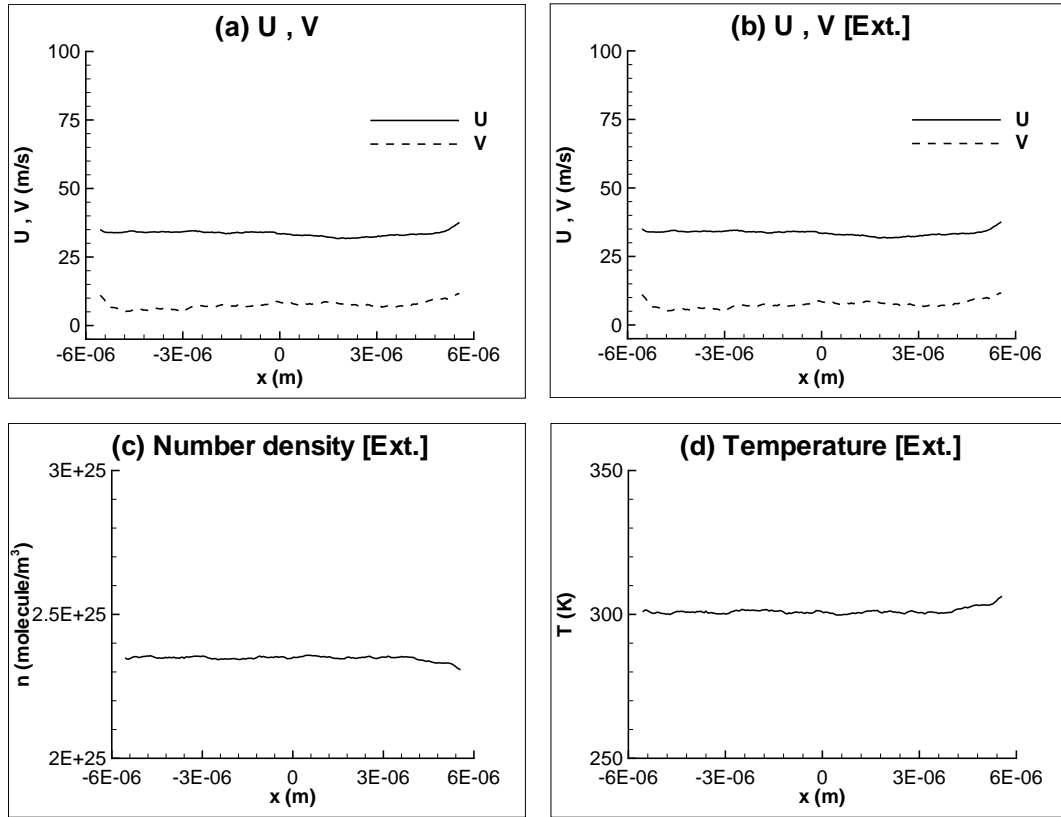 (a) U , V
100
75
50
25
0
U , V (m/s)
U
V
-6E-06 -3E-06 0 3E-06 6E-06
x (m)
(b) U , V [Ext.]
100
75
50
25
0
U , V (m/s)
U
V
-6E-06 -3E-06 0 3E-06 6E-06
x (m)
(c) Number density [Ext.]
3E+25
2.5E+25
2E+25
n (molecule/m³)
-6E-06 -3E-06 0 3E-06 6E-06
x (m)
(d) Temperature [Ext.]
350
300
250
T (K)
-6E-06 -3E-06 0 3E-06 6E-06
x (m)